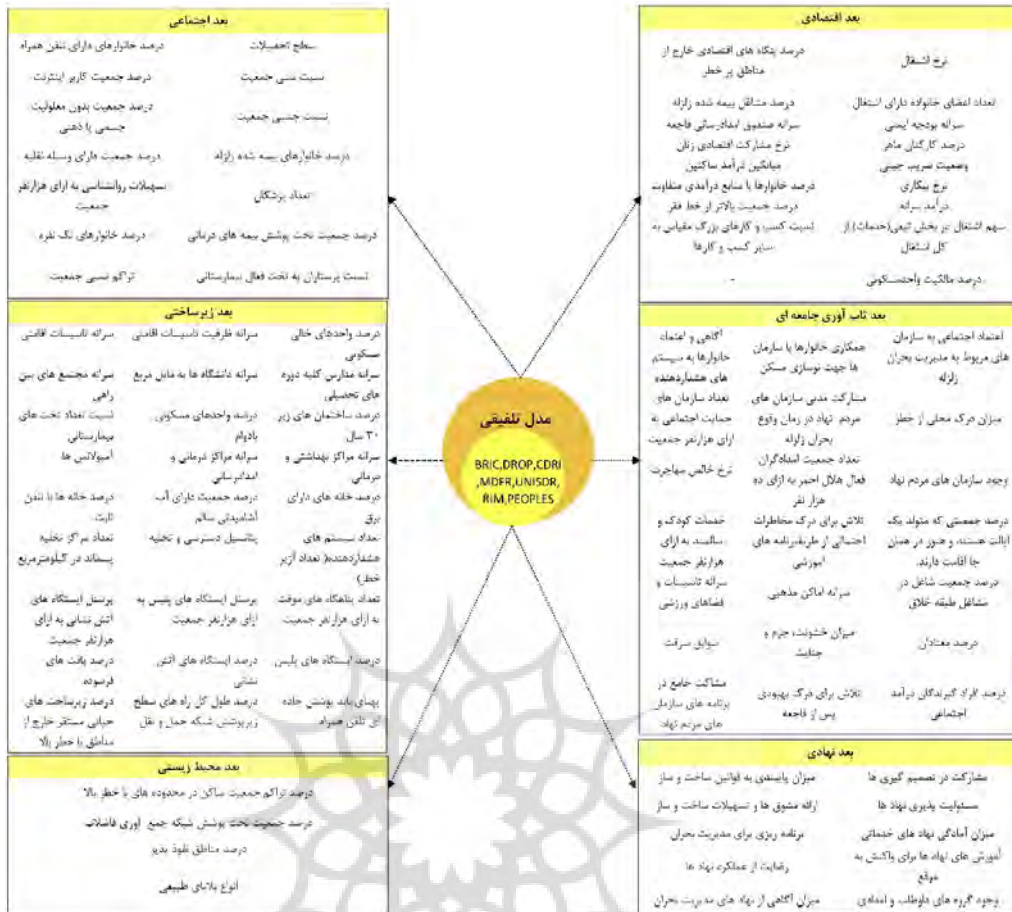 بعد اقتصادی
نرخ اشتغال
درصد بنگاه های اقتصادی خارج از
مناطق پر خطر
تعداد اعضای خانواده دارای اشتغال
درصد مشاغل بیمه شده زلزله
سرانه بودجه ایمنی
سرانه صندوق امدادرسانی فاجعه
درصد کارکنان ماهر
نرخ مشارکت اقتصادی زنان
وضعیت ضریب جینی
میانگین درآمد ساکنین
نرخ بیکاری
درصد خانوارها با منابع درآمدی متفاوت
درآمد سرانه
درصد جمعیت بالاتر از خط فقر
سهم اشتغال در بخش تبعی(خدمات) از
کل اشتغال
نسبت کسب و کارهای بزرگ مقیاس به
سایر کسب و کارها
درصد مالکیت واحدمسکونی
-
بعد اجتماعی
سطح تحصیلات
درصد خانوارهای دارای تلفن همراه
نسبت سنی جمعیت
درصد جمعیت کاربر اینترنت
نسبت جنسی جمعیت
درصد جمعیت بدون معلولیت
جسمی یا ذهنی
درصد خانوارهای بیمه شده زلزله
درصد جمعیت دارای وسیله نقلیه
تعداد پزشکان
تسهیلات روانشناسی به ازای هزارنفر
جمعیت
درصد جمعیت تحت پوشش بیمه های درمانی
درصد خانوارهای تک نفره
نسبت پرستاران به تخت فعال بیمارستانی
تراکم نسبی جمعیت
بعد تاب آوری جامعه ای
اعتماد اجتماعی به سازمان
های مربوط به مدیریت بحران
زلزله
همکاری خانوارها با سازمان
ها جهت نوسازی مسکن
آگاهی و اعتماد
خانوارها به سیستم
های هشداردهنده
میزان درک محلی از خطر
مشارکت مدنی سازمان های
مردم نهاد در زمان وقوع
بحران زلزله
تعداد سازمان های
حمایت اجتماعی به
ازای هزارنفر جمعیت
وجود سازمان های مردم نهاد
تعداد جمعیت امدادگران
فعال هلال احمر به ازای ده
هزار نفر
نرخ خالص مهاجرت
درصد جمعیتی که متولد یک
ایالت هستند و هنوز در همان
جا اقامت دارند.
تلاش برای درک مخاطرات
احتمالی از طریقبرنامه های
آموزشی
خدمات کودک و
سالمند به ازای
هزارنفر جمعیت
درصد جمعیت شاغل در
مشاغل طبقه خلاق
سرانه اماکن مذهبی
سرانه تاسیسات و
فضاهای ورزشی
درصد معتادان
میزان خشونت، جرم و
جنایت
سوابق سرقت
درصد افراد گیرندگان درآمد
اجتماعی
تلاش برای درک بهبودی
پس از فاجعه
مشاکت جامع در
برنامه های سازمان
های مردم نهاد
بعد زیرساختی
درصد واحدهای خالی
مسکونی
سرانه ظرفیت تاسیسات اقامتی
سرانه تاسیسات اقامتی
سرانه مدارس کلیه دوره
های تحصیلی
سرانه دانشگاه ها به مایل مربع
سرانه مجتمع های بین
راهی
درصد ساختمان های زیر
۳۰ سال
درصد واحدهای مسکونی
بادوام
نسبت تعداد تخت های
بیمارستانی
سرانه مراکز بهداشتی و
درمانی
سرانه مراکز درمانی و
امدادرسانی
آمبولانس ها
درصد خانه های دارای
برق
درصد جمعیت دارای آب
آشامیدنی سالم
درصد خانه ها با تلفن
ثابت
تعداد سیستم های
هشداردهنده( تعداد آژیر
خطر)
پتانسیل دسترسی و تخلیه
تعداد مراکز تخلیه
پسماند در کیلومترمربع
تعداد پناهگاه های موقت
به ازای هزارنفر جمعیت
پرسنل ایستگاه های پلیس به
ازای هزارنفر جمعیت
پرسنل ایستگاه های
آتش نشانی به ازای
هزارنفر جمعیت
درصد ایستگاه های پلیس
درصد ایستگاه های آتش
نشانی
درصد بافت های
فرسوده
پهنای باند پوشش جاده
ای تلفن همراه
درصد طول کل راه های سطح
زیرپوشش شبکه حمل و نقل
درصد زیرساخت های
حیاتی مستقر خارج از
مناطق با خطر بالا
مدل تلفیقی
BRIC,DROP,CDRI
,MDFR,UNISDR,
RIM,PEOPLES
بعد نهادی
مشارکت در تصمیم گیری ها
میزان پایبندی به قوانین ساخت و ساز
مسئولیت پذیری نهاد ها
ارائه مشوق ها و تسهیلات ساخت و ساز
میزان آمادگی نهاد های خدماتی
برنامه ریزی برای مدیریت بحران
آموزش های نهاد ها برای واکنش به
موقع
رضایت از عملکرد نهاد ها
وجود گروه های داوطلب و امدادی
میزان آگاهی از نهاد های مدیریت بحران
بعد محیط زیستی
درصد تراکم جمعیت ساکن در محدوده های با خطر بالا
درصد جمعیت تحت پوشش شبکه جمع آوری فاضلاب
درصد مناطق نفوذ پذیر
انواع بلایای طبیعی